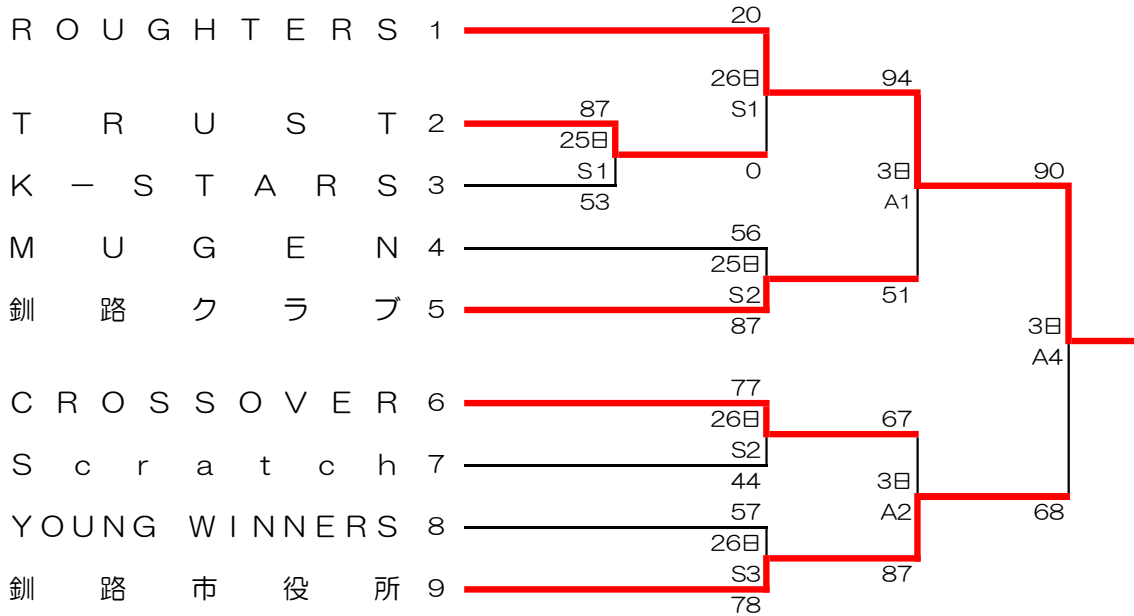 20
ROUGHTERS 1
26日 94
S1
87
TRUST 2
25日
S1 0 3日 90
K－STARS 3
53 A1
56
MUGEN 4
25日
S2 51
釧路クラブ 5
87 3日
A4
77
CROSSOVER 6
26日 67
S2
Scratch 7
44 3日
57 A2 68
YOUNG WINNERS 8
26日
S3 87
釧路市役所 9
78